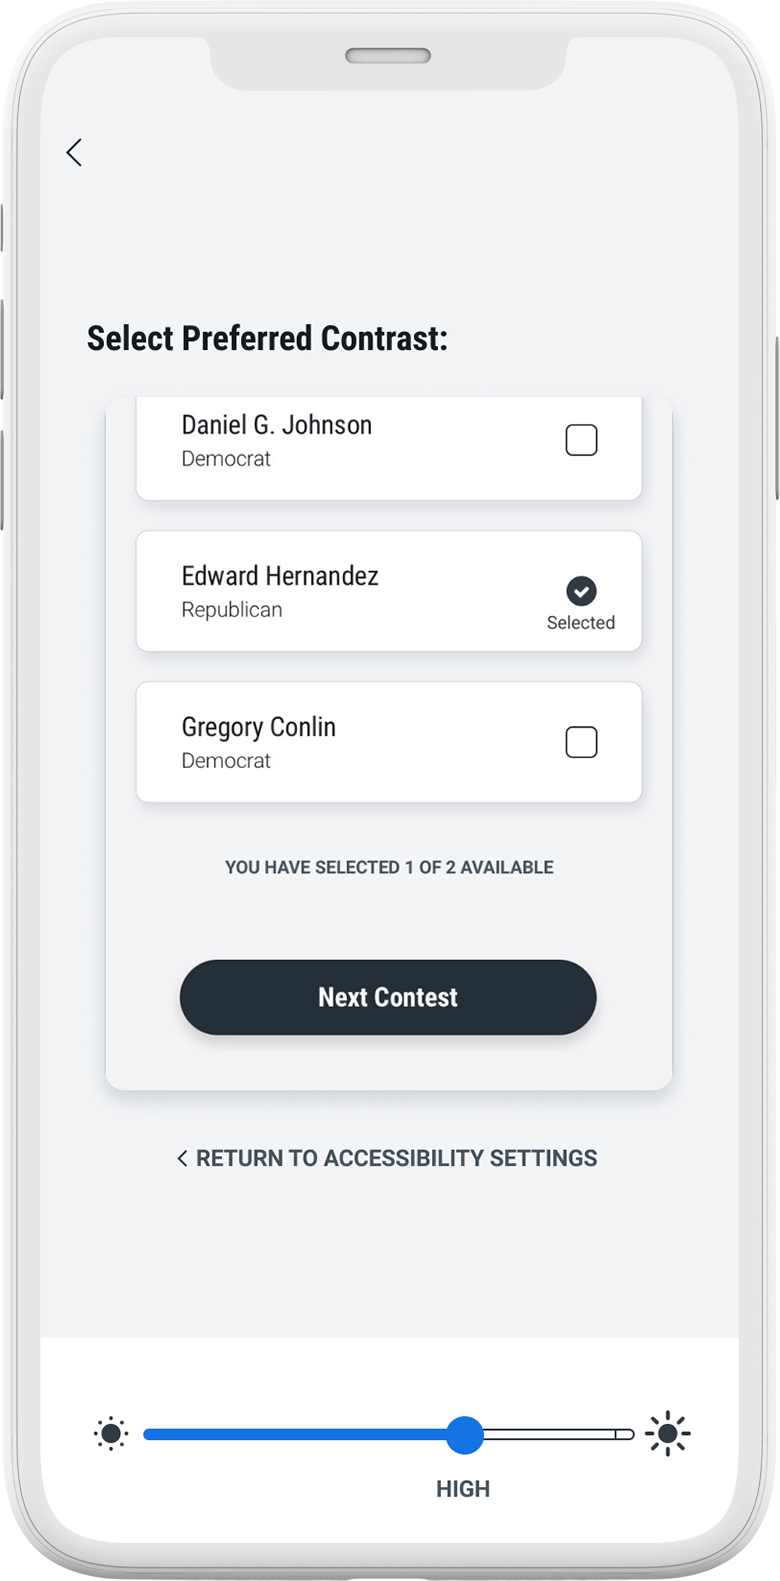 Select Preferred Contrast:
Daniel G. Johnson
Democrat
Edward Hernandez
Republican
Selected
Gregory Conlin
Democrat
YOU HAVE SELECTED 1 OF 2 AVAILABLE
Next Contest
RETURN TO ACCESSIBILITY SETTINGS
HIGH